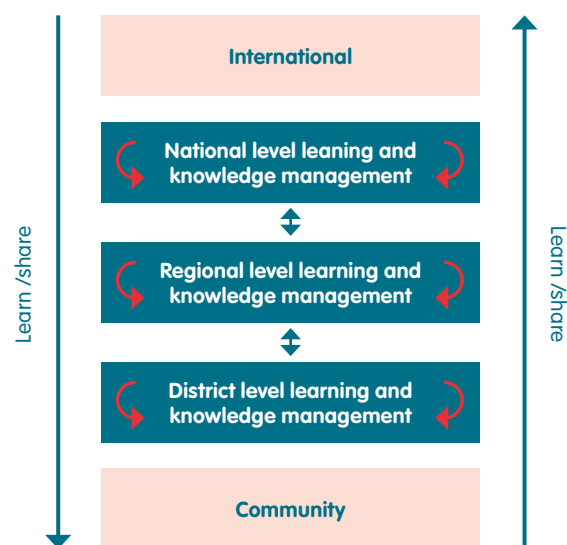 International
National level leaning and
knowledge management
Learn /share
Regional level learning and
knowledge management
Learn /share
District level learning and
knowledge management
Community